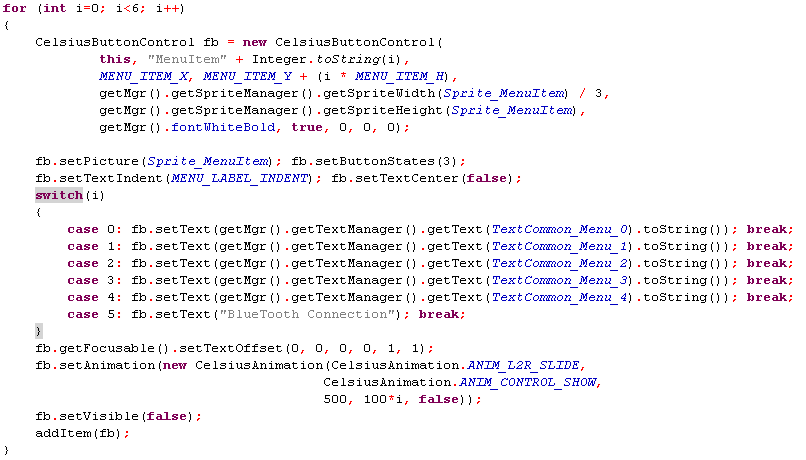 for (int i=0; i<6; i++)
{
    CelsiusButtonControl fb = new CelsiusButtonControl(
            this, "MenuItem" + Integer.toString(i),
            MENU_ITEM_X, MENU_ITEM_Y + (i * MENU_ITEM_H),
            getMgr().getSpriteManager().getSpriteWidth(Sprite_MenuItem) / 3,
            getMgr().getSpriteManager().getSpriteHeight(Sprite_MenuItem),
            getMgr().fontWhiteBold, true, 0, 0, 0);

    fb.setPicture(Sprite_MenuItem); fb.setButtonStates(3);
    fb.setTextIndent(MENU_LABEL_INDENT); fb.setTextCenter(false);
    switch(i)
    {
        case 0: fb.setText(getMgr().getTextManager().getText(TextCommon_Menu_0).toString()); break;
        case 1: fb.setText(getMgr().getTextManager().getText(TextCommon_Menu_1).toString()); break;
        case 2: fb.setText(getMgr().getTextManager().getText(TextCommon_Menu_2).toString()); break;
        case 3: fb.setText(getMgr().getTextManager().getText(TextCommon_Menu_3).toString()); break;
        case 4: fb.setText(getMgr().getTextManager().getText(TextCommon_Menu_4).toString()); break;
        case 5: fb.setText("BlueTooth Connection"); break;
    }
    fb.getFocusable().setTextOffset(0, 0, 0, 0, 1, 1);
    fb.setAnimation(new CelsiusAnimation(CelsiusAnimation.ANIM_L2R_SLIDE,
                                        CelsiusAnimation.ANIM_CONTROL_SHOW,
                                        500, 100*i, false));
    fb.setVisible(false);
    addItem(fb);
}